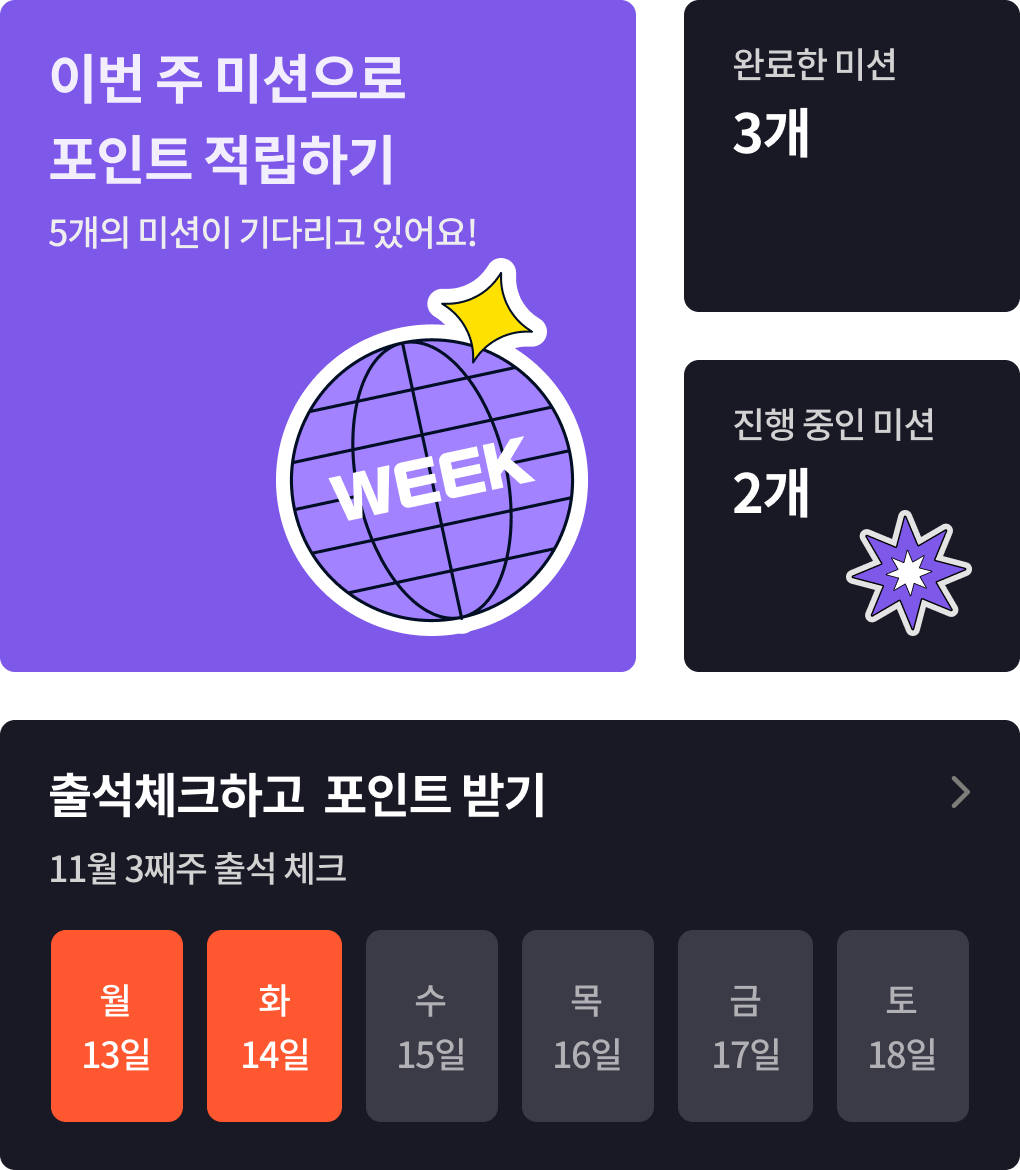 이번 주 미션으로
포인트 적립하기
5개의 미션이 기다리고 있어요!
WEEK
완료한 미션
3개
진행 중인 미션
2개
출석체크하고 포인트 받기
11월 3째주 출석 체크
월 화 수 목 금 토
13일 14일 15일 16일 17일 18일